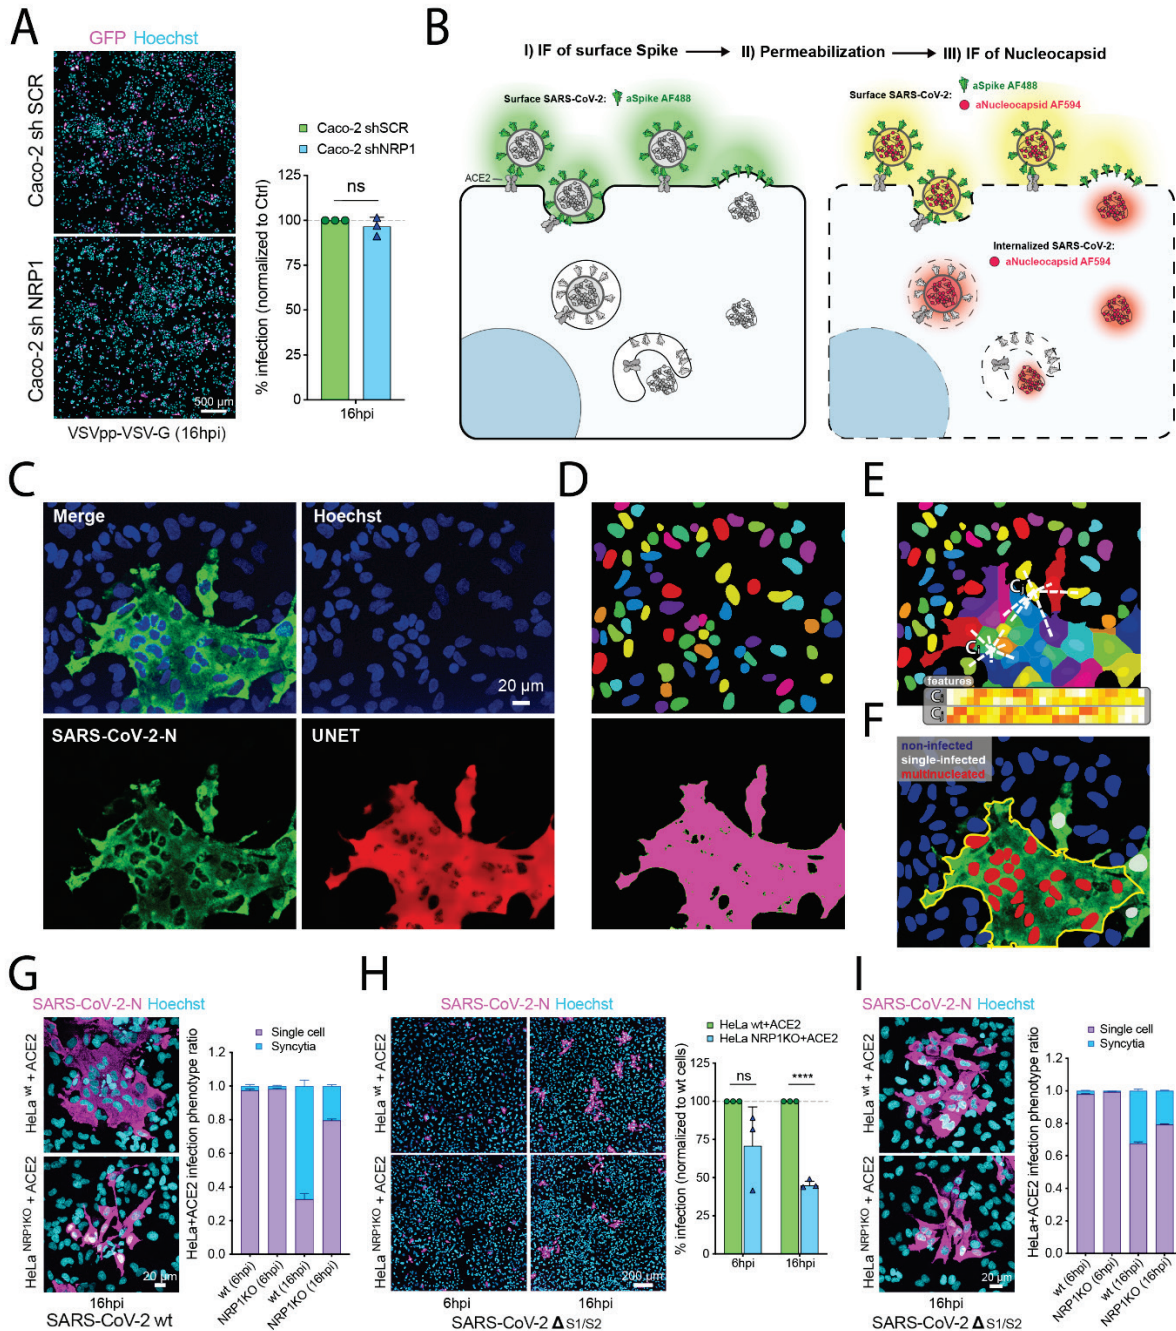 A
GFP Hoechst
Caco-2 sh SCR
Caco-2 sh NRP1
500 µm
VSVpp-VSV-G (16hpi)
Caco-2 shSCR
Caco-2 shNRP1
% infection (normalized to Ctrl)
125
100
75
50
25
0
ns
16hpi
B
I) IF of surface Spike
II) Permeabilization
III) IF of Nucleocapsid
Surface SARS-CoV-2: aSpike AF488
ACE2
Surface SARS-CoV-2:
aSpike AF488
aNucleocapsid AF594
Internalized SARS-CoV-2:
aNucleocapsid AF594
C
Merge
Hoechst
20 µm
SARS-CoV-2-N
UNET
D
E
Cj
Ci
features
Ci
Cj
F
non-infected
single-infected
multinucleated
G
SARS-CoV-2-N Hoechst
HeLa wt + ACE2
HeLa NRP1KO + ACE2
20 µm
16hpi
SARS-CoV-2 wt
Single cell
Syncytia
HeLa+ACE2 infection phenotype ratio
1.2
1.0
0.8
0.6
0.4
0.2
0.0
wt (6hpi)
NRP1KO (6hpi)
wt (16hpi)
NRP1KO (16hpi)
H
SARS-CoV-2-N Hoechst
HeLa wt + ACE2
HeLa NRP1KO + ACE2
200 µm
6hpi
16hpi
SARS-CoV-2 Δ S1/S2
HeLa wt+ACE2
HeLa NRP1KO+ACE2
% infection (normalized to wt cells)
125
100
75
50
25
0
ns
****
6hpi
16hpi
I
SARS-CoV-2-N Hoechst
HeLa wt + ACE2
HeLa NRP1KO + ACE2
20 µm
16hpi
SARS-CoV-2 Δ S1/S2
Single cell
Syncytia
HeLa+ACE2 infection phenotype ratio
1.2
1.0
0.8
0.6
0.4
0.2
0.0
wt (6hpi)
NRP1KO (6hpi)
wt (16hpi)
NRP1KO (16hpi)